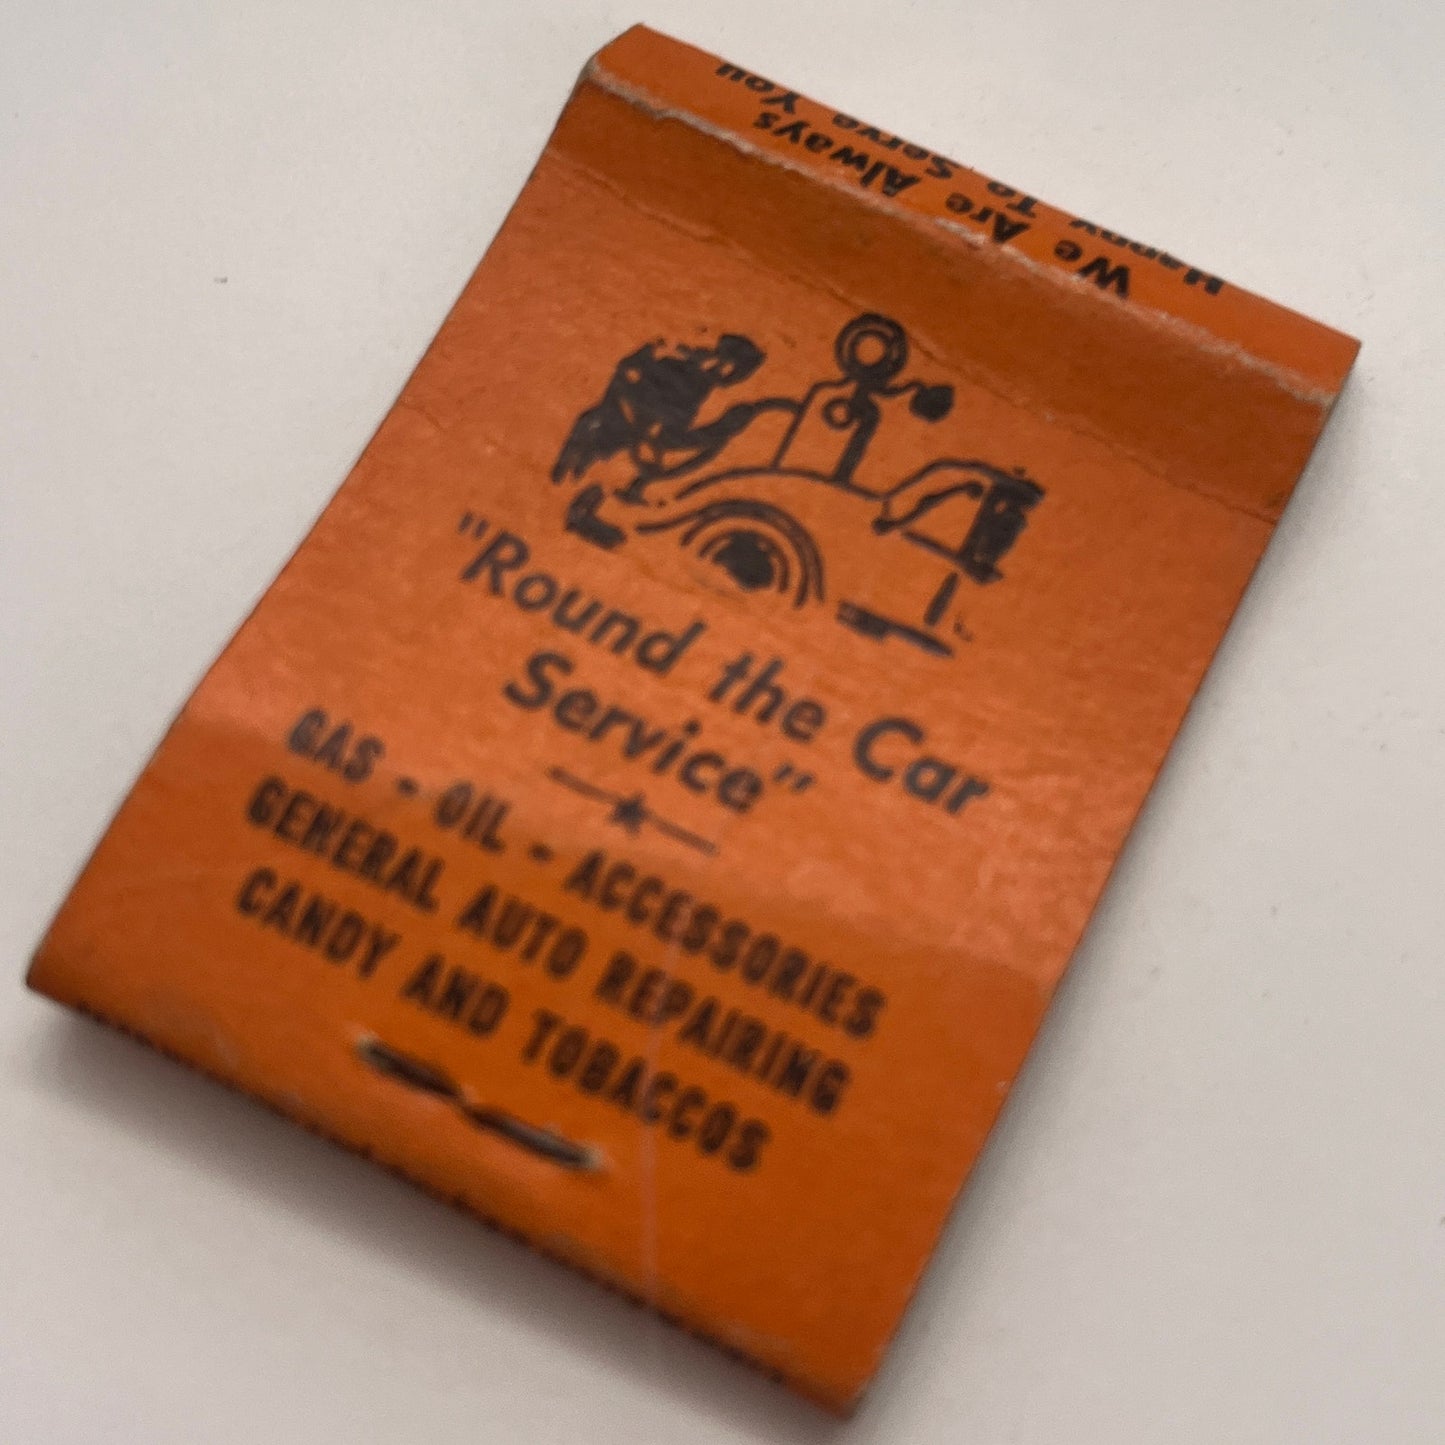 We Are Always
Happy To Serve You
"Round the Car
Service"
GAS - OIL - ACCESSORIES
GENERAL AUTO REPAIRING
CANDY AND TOBACCOS